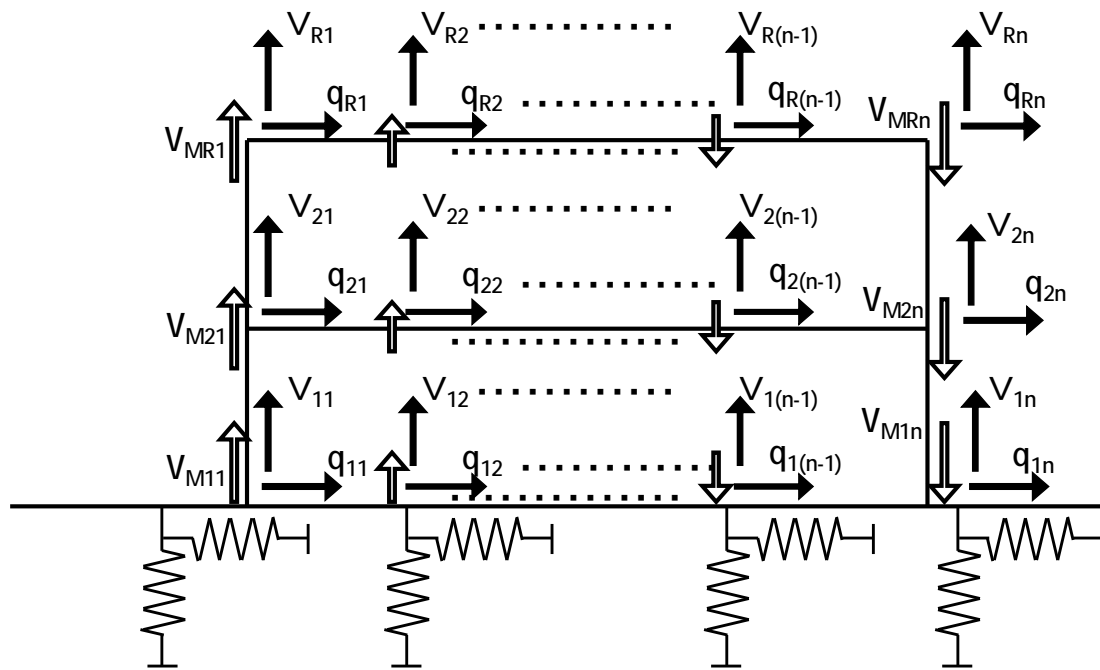 V_R1 V_R2 V_R(n-1) V_Rn
q_R1 q_R2 q_R(n-1) V_MRn q_Rn
V_MR1
V_21 V_22 V_2(n-1) V_2n
q_21 q_22 q_2(n-1) V_M2n q_2n
V_M21
V_11 V_12 V_1(n-1) V_1n
V_M11 q_11 q_12 q_1(n-1) V_M1n q_1n